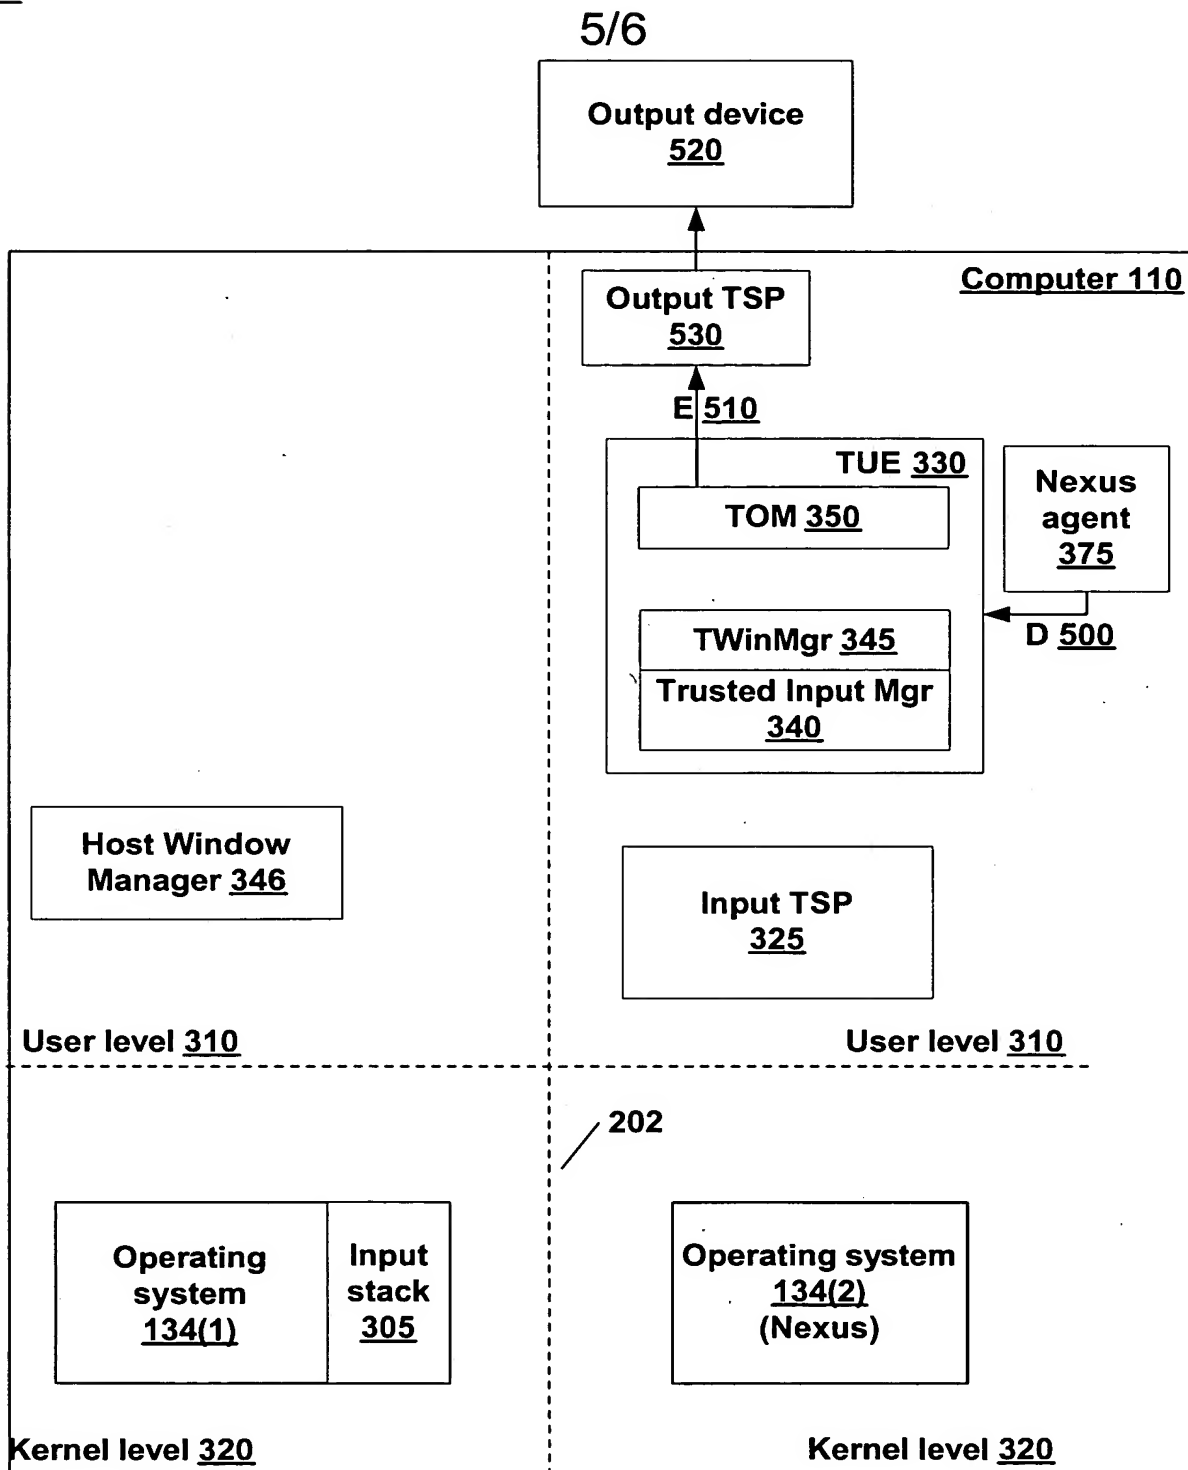 5/6
Output device
520
Computer 110
Output TSP
530
E 510
TUE 330
TOM 350
Nexus
agent
375
D 500
TWinMgr 345
Trusted Input Mgr
340
Host Window
Manager 346
Input TSP
325
User level 310
User level 310
202
Operating
system
134(1)
Input
stack
305
Operating system
134(2)
(Nexus)
Kernel level 320
Kernel level 320